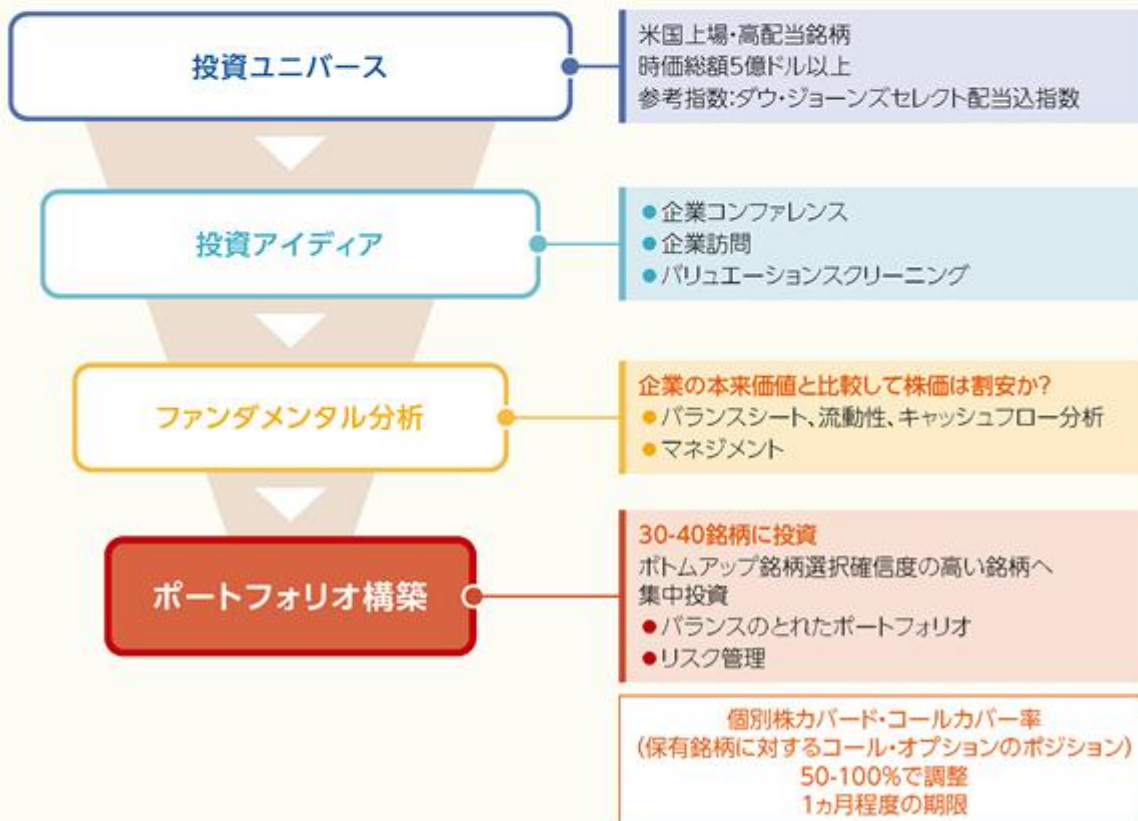 投資ユニバース
米国上場・高配当銘柄
時価総額5億ドル以上
参考指数:ダウ・ジョーンズセレクト配当込指数
投資アイディア
●企業コンファレンス
●企業訪問
●バリュエーションスクリーニング
ファンダメンタル分析
企業の本来価値と比較して株価は割安か?
●バランスシート、流動性、キャッシュフロー分析
●マネジメント
ポートフォリオ構築
30-40銘柄に投資
ボトムアップ銘柄選択確信度の高い銘柄へ
集中投資
●バランスのとれたポートフォリオ
●リスク管理
個別株カバード・コールカバー率
(保有銘柄に対するコール・オプションのポジション)
50-100%で調整
1ヵ月程度の期限